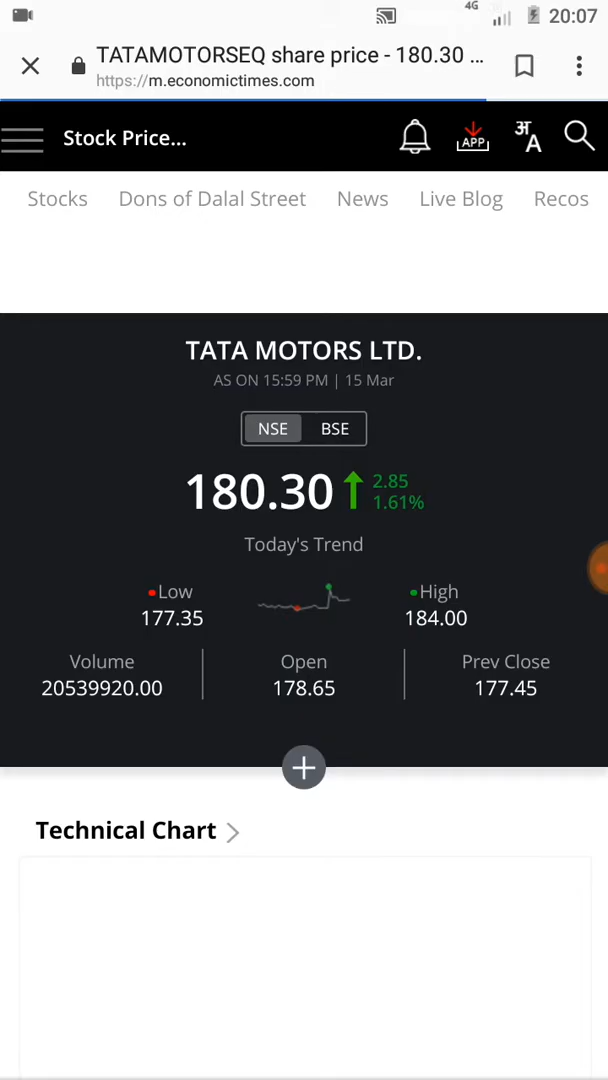 4G
20:07
TATAMOTORSEQ share price - 180.30 ...
https://m.economictimes.com
Stock Price...
APP
अ A
Stocks Dons of Dalal Street News Live Blog Recos
TATA MOTORS LTD.
AS ON 15:59 PM | 15 Mar
NSE BSE
180.30 2.85
1.61%
Today's Trend
Low High
177.35 184.00
Volume Open Prev Close
20539920.00 178.65 177.45
Technical Chart